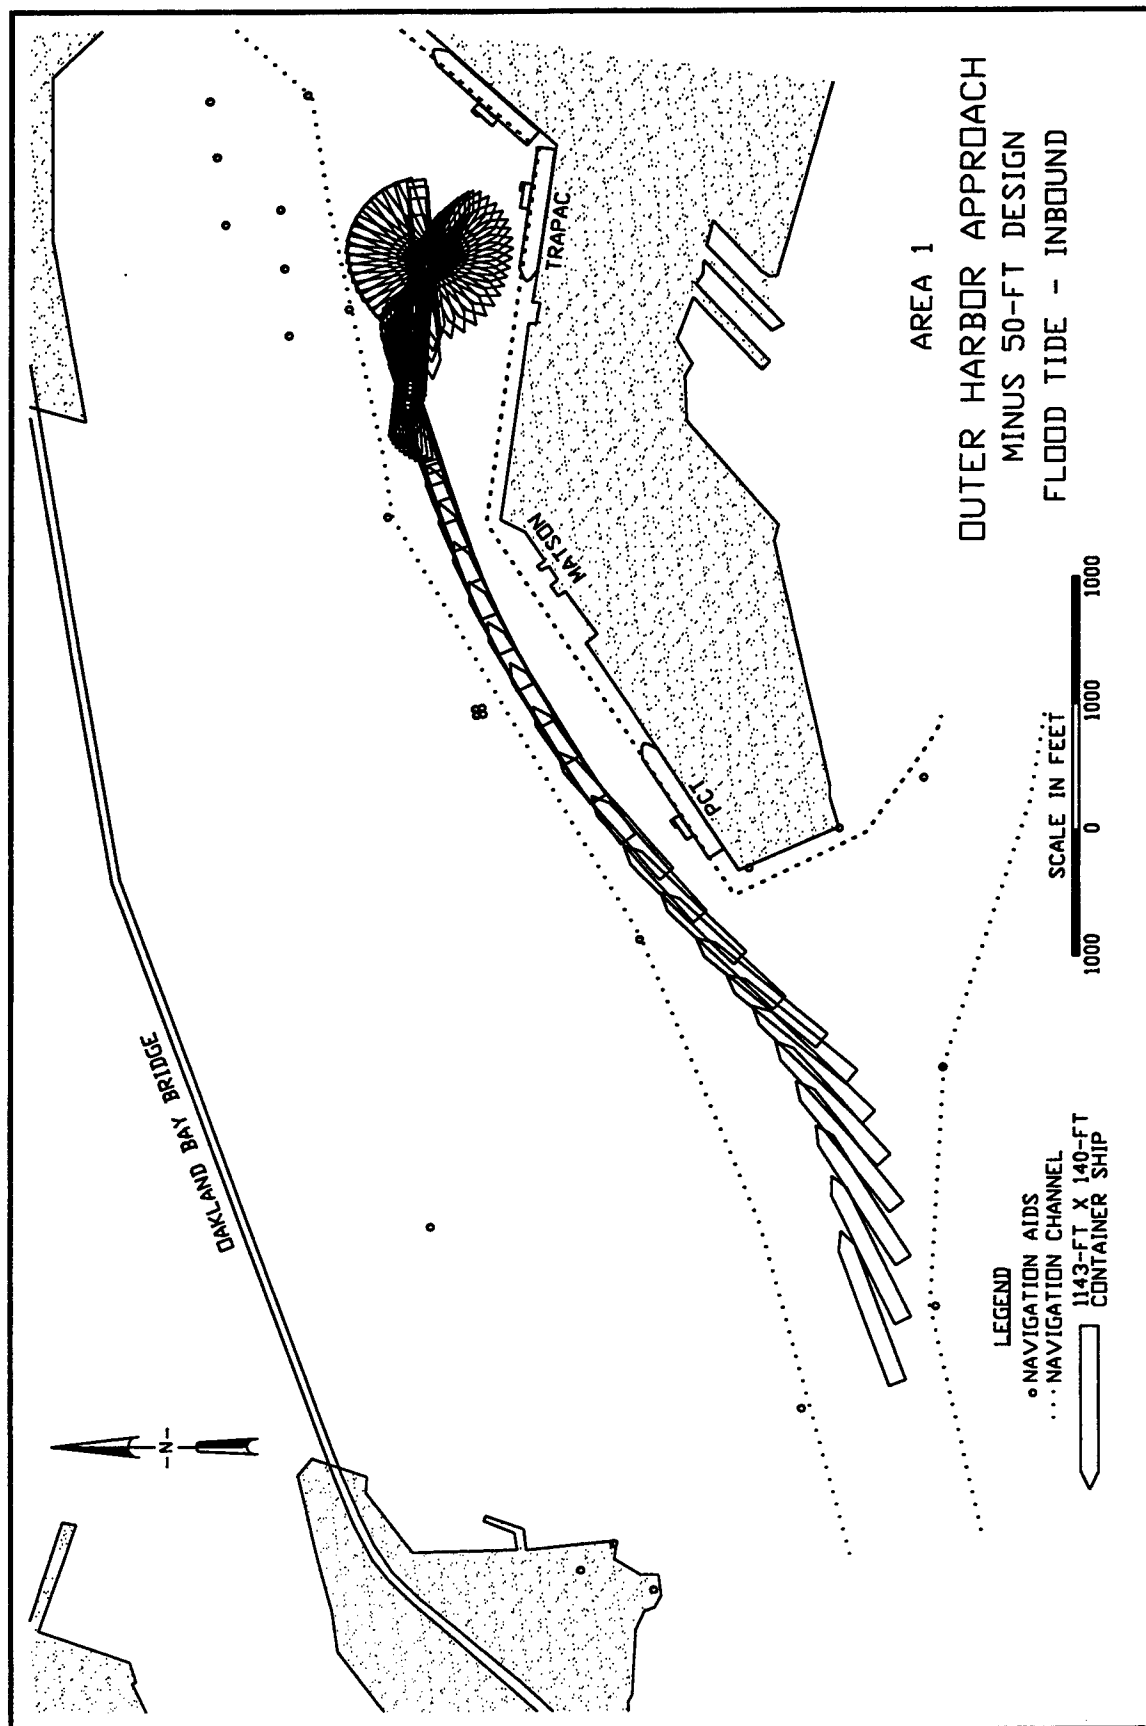 OAKLAND BAY BRIDGE
-N-
TRAPAC
MATSON
PCT
AREA 1
OUTER HARBOR APPROACH
MINUS 50-FT DESIGN
FLOOD TIDE - INBOUND
LEGEND
NAVIGATION AIDS
NAVIGATION CHANNEL
1143-FT X 140-FT
CONTAINER SHIP
SCALE IN FEET
1000 0 1000 1000